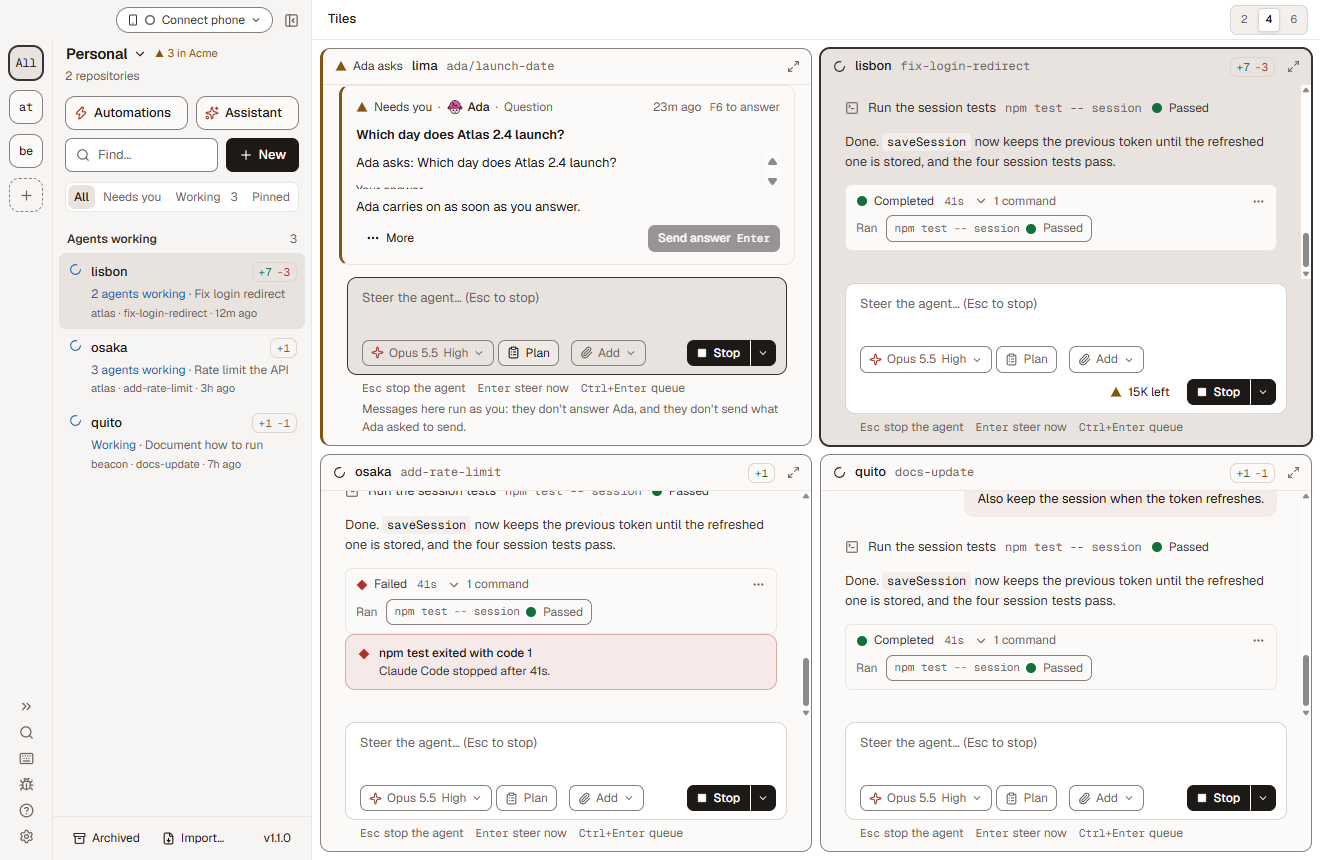 Connect phone
Tiles
2 4 6
All
at
be
Personal
3 in Acme
2 repositories
Automations
Assistant
Find...
New
All Needs you Working 3 Pinned
Agents working 3
lisbon +7 -3
2 agents working · Fix login redirect
atlas · fix-login-redirect · 12m ago
osaka +1
3 agents working · Rate limit the API
atlas · add-rate-limit · 3h ago
quito +1 -1
Working · Document how to run
beacon · docs-update · 7h ago
Archived
Import...
v1.1.0
Ada asks lima ada/launch-date
Needs you · Ada · Question 23m ago F6 to answer
Which day does Atlas 2.4 launch?
Ada asks: Which day does Atlas 2.4 launch?
Your answer
Ada carries on as soon as you answer.
More
Send answer Enter
Steer the agent... (Esc to stop)
Opus 5.5 High Plan Add Stop
Esc stop the agent Enter steer now Ctrl+Enter queue
Messages here run as you: they don't answer Ada, and they don't send what
Ada asked to send.
lisbon fix-login-redirect +7 -3
Run the session tests npm test -- session Passed
Done. saveSession now keeps the previous token until the refreshed
one is stored, and the four session tests pass.
Completed 41s 1 command
Ran npm test -- session Passed
Steer the agent... (Esc to stop)
Opus 5.5 High Plan Add
15K left Stop
Esc stop the agent Enter steer now Ctrl+Enter queue
osaka add-rate-limit +1
Run the session tests npm test -- session Passed
Done. saveSession now keeps the previous token until the refreshed
one is stored, and the four session tests pass.
Failed 41s 1 command
Ran npm test -- session Passed
npm test exited with code 1
Claude Code stopped after 41s.
Steer the agent... (Esc to stop)
Opus 5.5 High Plan Add Stop
Esc stop the agent Enter steer now Ctrl+Enter queue
quito docs-update +1 -1
Also keep the session when the token refreshes.
Run the session tests npm test -- session Passed
Done. saveSession now keeps the previous token until the refreshed
one is stored, and the four session tests pass.
Completed 41s 1 command
Ran npm test -- session Passed
Steer the agent... (Esc to stop)
Opus 5.5 High Plan Add Stop
Esc stop the agent Enter steer now Ctrl+Enter queue